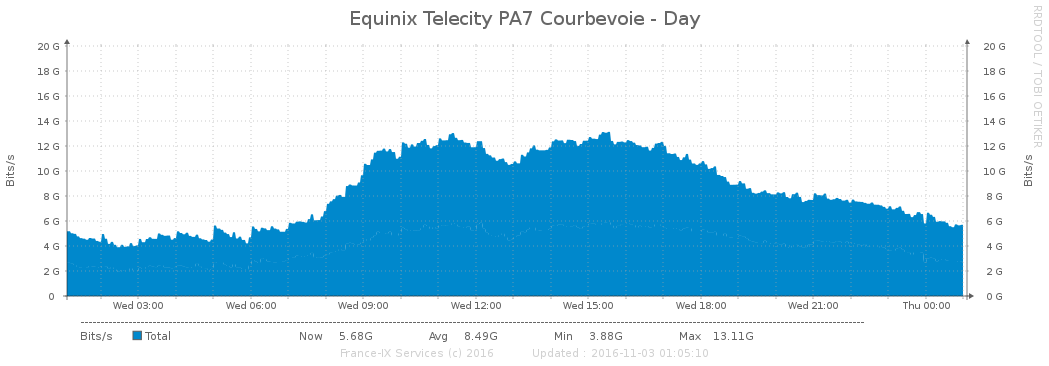 Equinix Telecity PA7 Courbevoie - Day
RRDTOOL / TOBI OETIKER
Bits/s
20 G 20 G
18 G 18 G
16 G 16 G
14 G 14 G
12 G 12 G
10 G 10 G
8 G 8 G
6 G 6 G
4 G 4 G
2 G 2 G
0 0 G
Bits/s
Wed 03:00 Wed 06:00 Wed 09:00 Wed 12:00 Wed 15:00 Wed 18:00 Wed 21:00 Thu 00:00
Bits/s Total Now 5.68G Avg 8.49G Min 3.88G Max 13.11G
France-IX Services (c) 2016 Updated : 2016-11-03 01:05:10